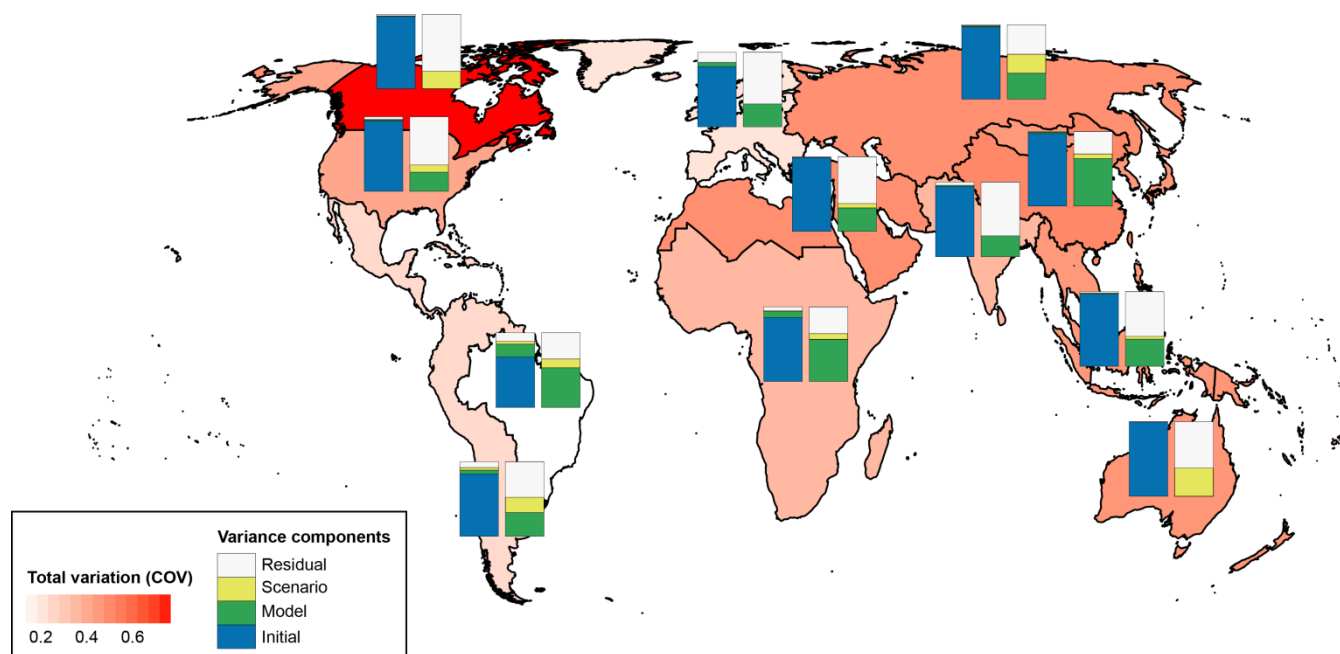 Variance components
Residual
Scenario
Model
Initial
Total variation (COV)
0.2 0.4 0.6